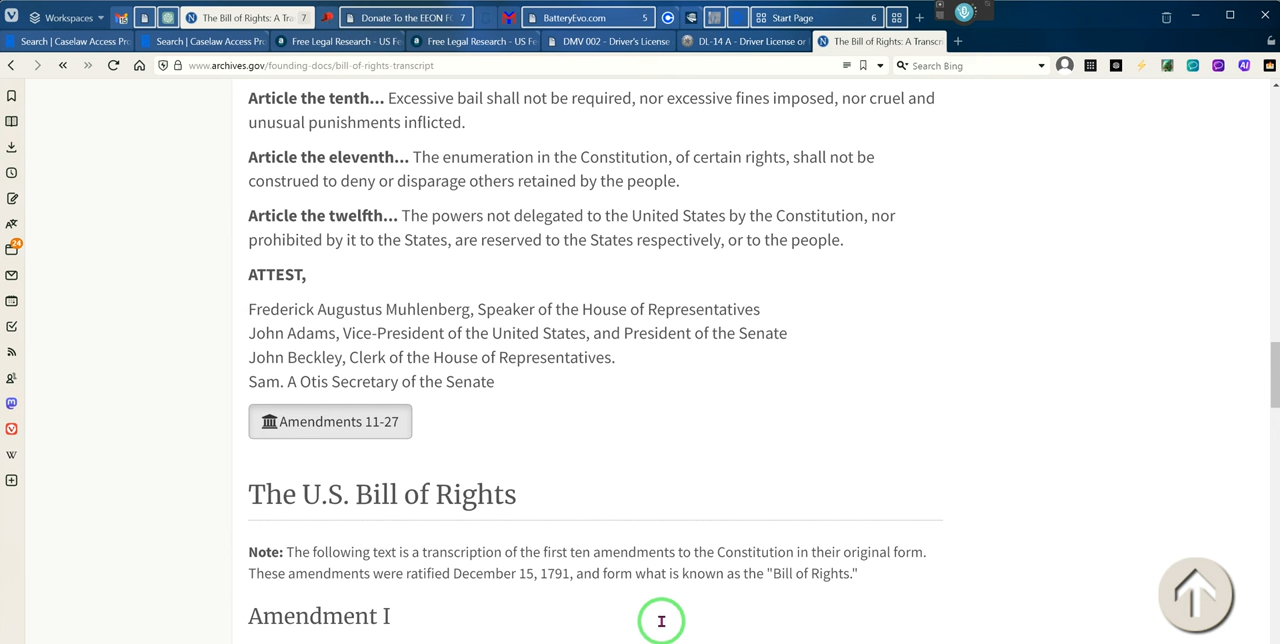 Workspaces The Bill of Rights: A Tra 7 Donate To the EEON F 7 BatteryEvo.com 5 Start Page 6
Search | Caselaw Access Pr Search | Caselaw Access Pr Free Legal Research - US F Free Legal Research - US F DMV 002 - Driver's License DL-14 A - Driver License or The Bill of Rights: A Transcr
www.archives.gov/founding-docs/bill-of-rights-transcript Search Bing
24
Article the tenth... Excessive bail shall not be required, nor excessive fines imposed, nor cruel and
unusual punishments inflicted.
Article the eleventh... The enumeration in the Constitution, of certain rights, shall not be
construed to deny or disparage others retained by the people.
Article the twelfth... The powers not delegated to the United States by the Constitution, nor
prohibited by it to the States, are reserved to the States respectively, or to the people.
ATTEST,
Frederick Augustus Muhlenberg, Speaker of the House of Representatives
John Adams, Vice-President of the United States, and President of the Senate
John Beckley, Clerk of the House of Representatives.
Sam. A Otis Secretary of the Senate
Amendments 11-27
The U.S. Bill of Rights
Note: The following text is a transcription of the first ten amendments to the Constitution in their original form.
These amendments were ratified December 15, 1791, and form what is known as the "Bill of Rights."
Amendment I